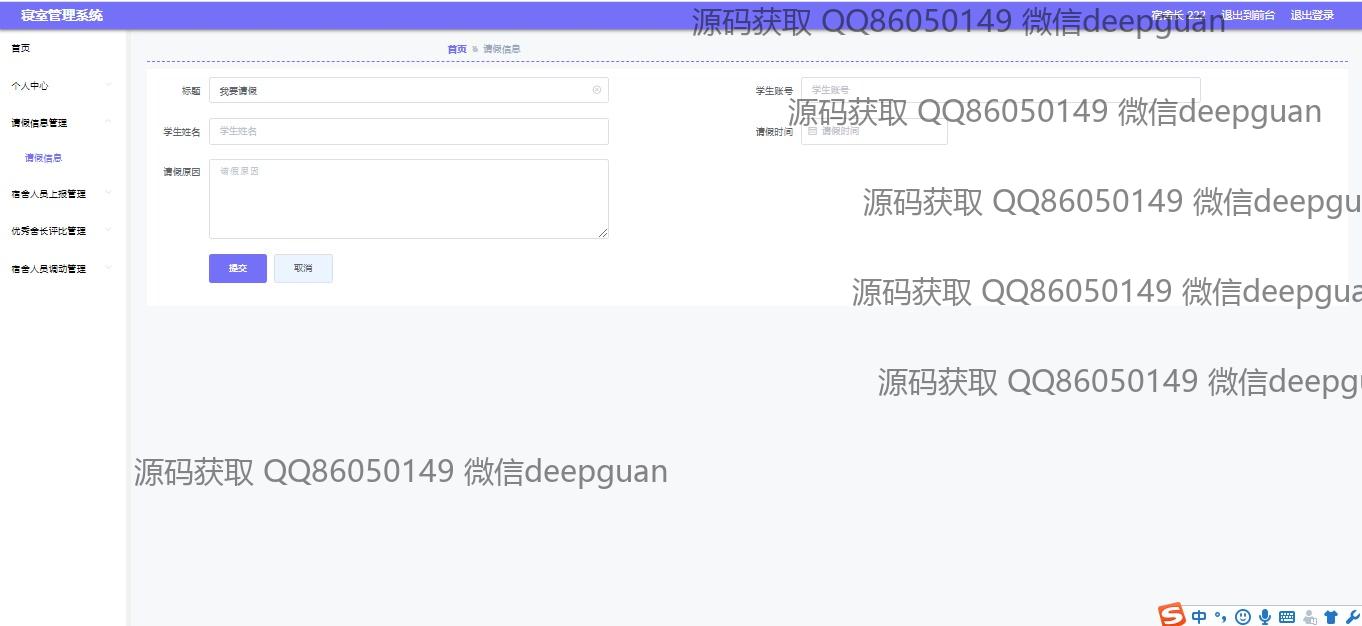 寝室管理系统
宿舍长 222 退出到前台 退出登录
源码获取 QQ86050149 微信deepguan
首页
个人中心
请假信息管理
请假信息
宿舍人员上报管理
优秀舍长评比管理
宿舍人员调动管理
首页 请假信息
标题 我要请假
学生账号 学生账号
源码获取 QQ86050149 微信deepguan
学生姓名 学生姓名
请假时间 请假时间
请假原因 请假原因
源码获取 QQ86050149 微信deepgu
提交 取消
源码获取 QQ86050149 微信deepgua
源码获取 QQ86050149 微信deepgu
源码获取 QQ86050149 微信deepguan
中